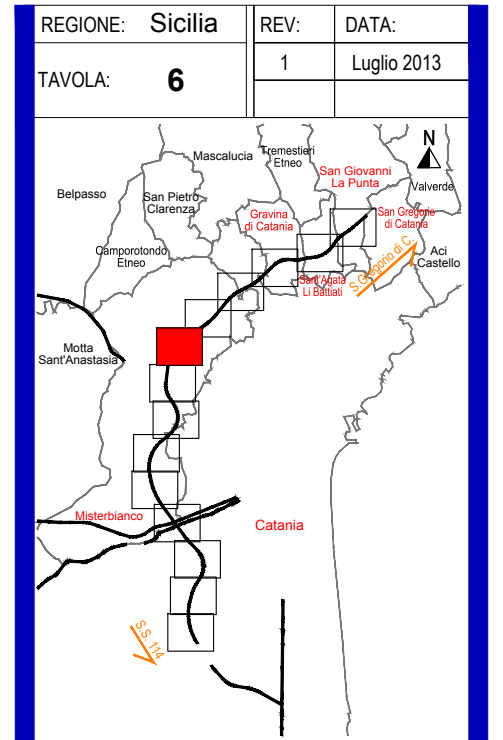 REGIONE: Sicilia
REV:
DATA:
TAVOLA: 6
1
Luglio 2013
N
Mascalucia
Tremestieri
Etneo
San Giovanni
La Punta
Valverde
Belpasso
San Pietro
Clarenza
Gravina
di Catania
San Gregorio
di Catania
Camporotondo
Etneo
Aci
Castello
Sant'Agata
Li Battiati
S.Gregorio di C.
Motta
Sant'Anastasia
Misterbianco
Catania
S.S. 114